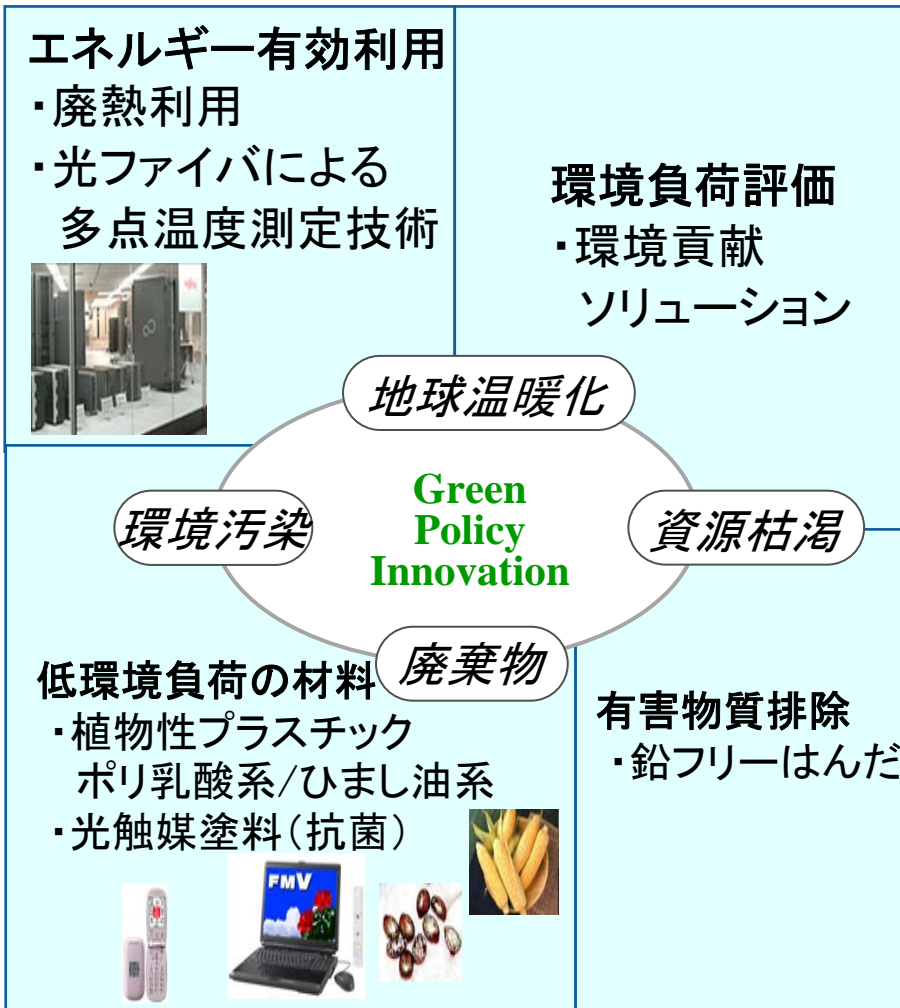 エネルギー有効利用
・廃熱利用
・光ファイバによる
多点温度測定技術
環境負荷評価
・環境貢献
ソリューション
地球温暖化
環境汚染
Green
Policy
Innovation
資源枯渇
廃棄物
低環境負荷の材料
・植物性プラスチック
ポリ乳酸系/ひまし油系
・光触媒塗料（抗菌）
FMV
有害物質排除
・鉛フリーはんだ